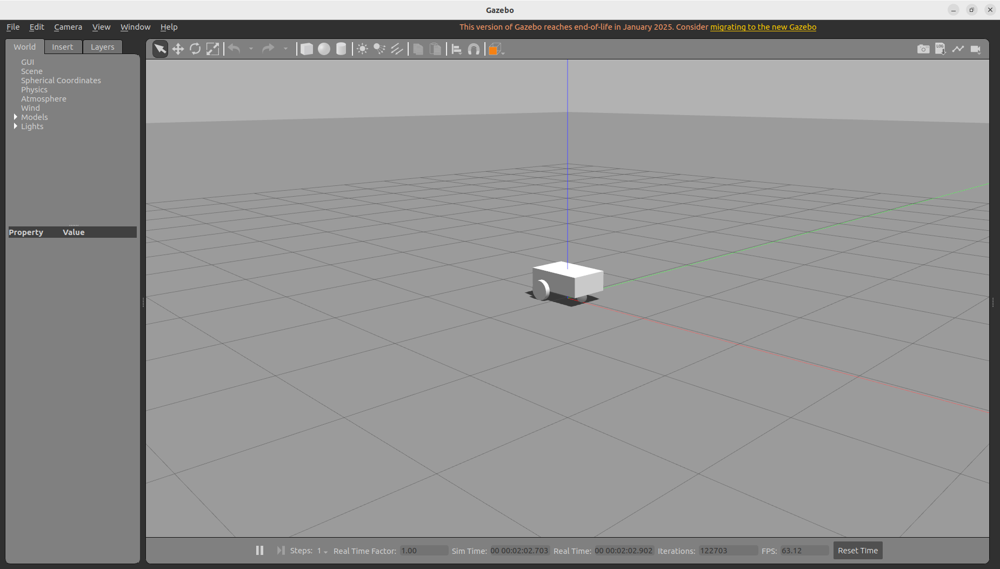 Gazebo
File Edit Camera View Window Help
This version of Gazebo reaches end-of-life in January 2025. Consider migrating to the new Gazebo
World Insert Layers
LOG
GUI
Scene
Spherical Coordinates
Physics
Atmosphere
Wind
Models
Lights
Property Value
Steps: 1 Real Time Factor: 1.00 Sim Time: 00 00:02:02.703 Real Time: 00 00:02:02.902 Iterations: 122703 FPS: 63.12 Reset Time